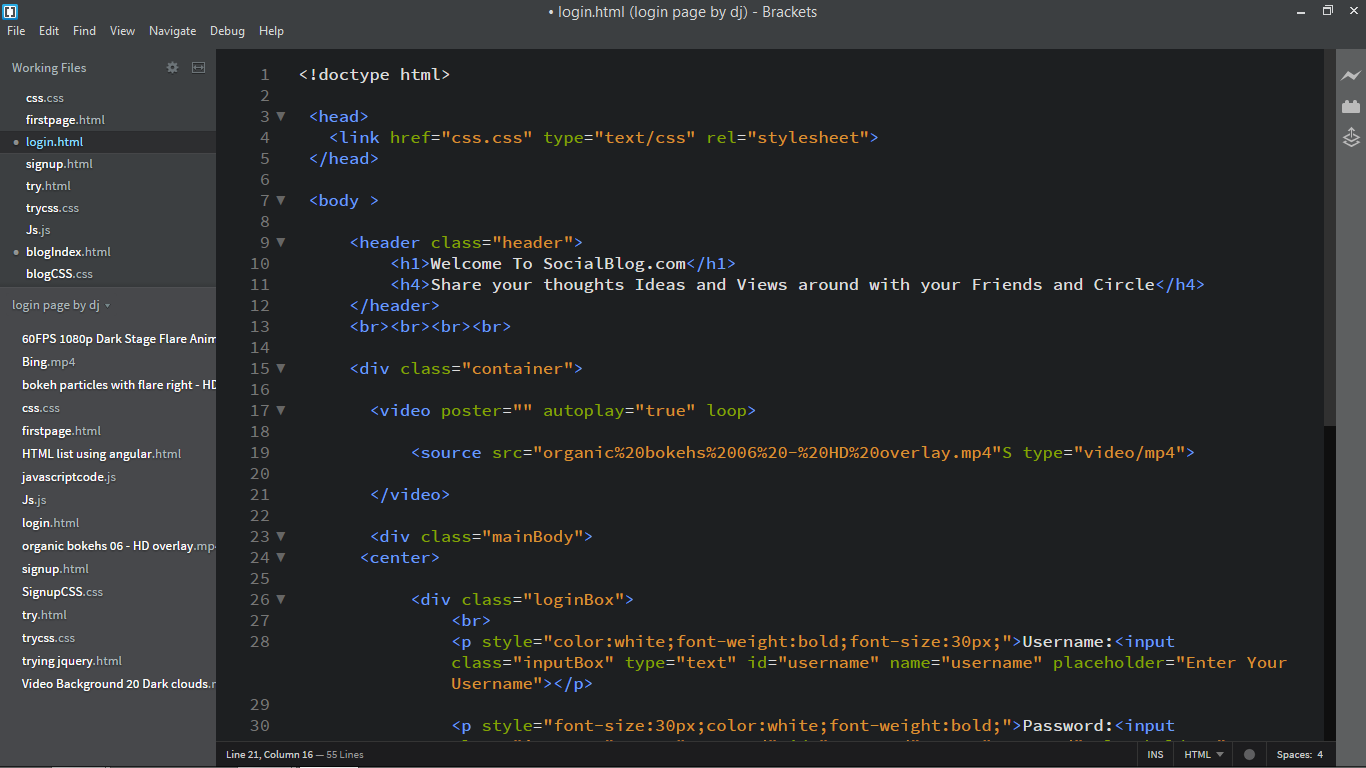 • login.html (login page by dj) - Brackets
File Edit Find View Navigate Debug Help
Working Files
css.css
firstpage.html
• login.html
signup.html
try.html
trycss.css
Js.js
• blogIndex.html
blogCSS.css
login page by dj
60FPS 1080p Dark Stage Flare Anim
Bing.mp4
bokeh particles with flare right - HD
css.css
firstpage.html
HTML list using angular.html
javascriptcode.js
Js.js
login.html
organic bokehs 06 - HD overlay.mp
signup.html
SignupCSS.css
try.html
trycss.css
trying jquery.html
Video Background 20 Dark clouds.
1 <!doctype html>
2
3 <head>
4 <link href="css.css" type="text/css" rel="stylesheet">
5 </head>
6
7 <body >
8
9 <header class="header">
10 <h1>Welcome To SocialBlog.com</h1>
11 <h4>Share your thoughts Ideas and Views around with your Friends and Circle</h4>
12 </header>
13 <br><br><br><br>
14
15 <div class="container">
16
17 <video poster="" autoplay="true" loop>
18
19 <source src="organic%20bokehs%2006%20-%20HD%20overlay.mp4"S type="video/mp4">
20
21 </video>
22
23 <div class="mainBody">
24 <center>
25
26 <div class="loginBox">
27 <br>
28 <p style="color:white;font-weight:bold;font-size:30px;">Username:<input
class="inputBox" type="text" id="username" name="username" placeholder="Enter Your
Username"></p>
29
30 <p style="font-size:30px;color:white;font-weight:bold;">Password:<input
Line 21, Column 16 — 55 Lines
INS HTML Spaces: 4